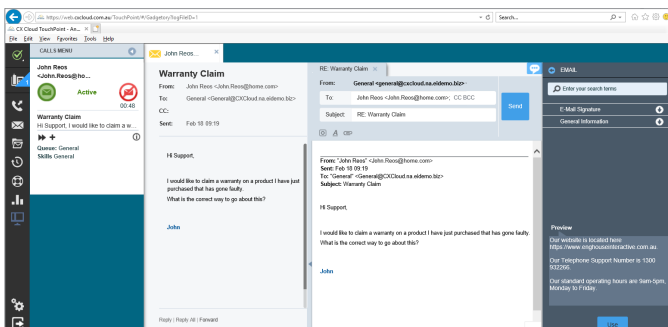 https://web.cxcloud.com.au/TouchPoint/#/Gadgetory?logFileID=1
Search...
CX Cloud TouchPoint - An...
File Edit View Favorites Tools Help
CALLS MENU
John Reos
<John.Reos@ho...
Active
00:48
Warranty Claim
Hi Support, I would like to claim a w...
Queue: General
Skills General
John Reos...
Warranty Claim
From: John Reos <John.Reos@home.com>
To: General <General@CXCloud.na.eldemo.biz>
CC:
Sent: Feb 18 09:19
Hi Support,
I would like to claim a warranty on a product I have just
purchased that has gone faulty.
What is the correct way to go about this?
John
Reply | Reply All | Forward
RE: Warranty Claim
From: General <general@cxcloud.na.eldemo.biz>
To: John Reos <John.Reos@home.com>; CC BCC
Subject: RE: Warranty Claim
Send
From: "John Reos" <John.Reos@home.com>
Sent: Feb 18 09:19
To: "General" <General@CXCloud.na.eldemo.biz>
Subject: Warranty Claim
Hi Support,
I would like to claim a warranty on a product I have just purchased that has gone faulty.
What is the correct way to go about this?
John
EMAIL
Enter your search terms
E-Mail Signature
General Information
Preview
Our website is located here
https://www.enghouseinteractive.com.au.
Our Telephone Support Number is 1300
932266.
Our standard operating hours are 9am-5pm,
Monday to Friday.
Use